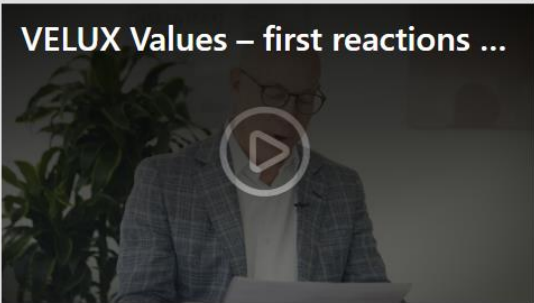 VELUX Values – first reactions ...